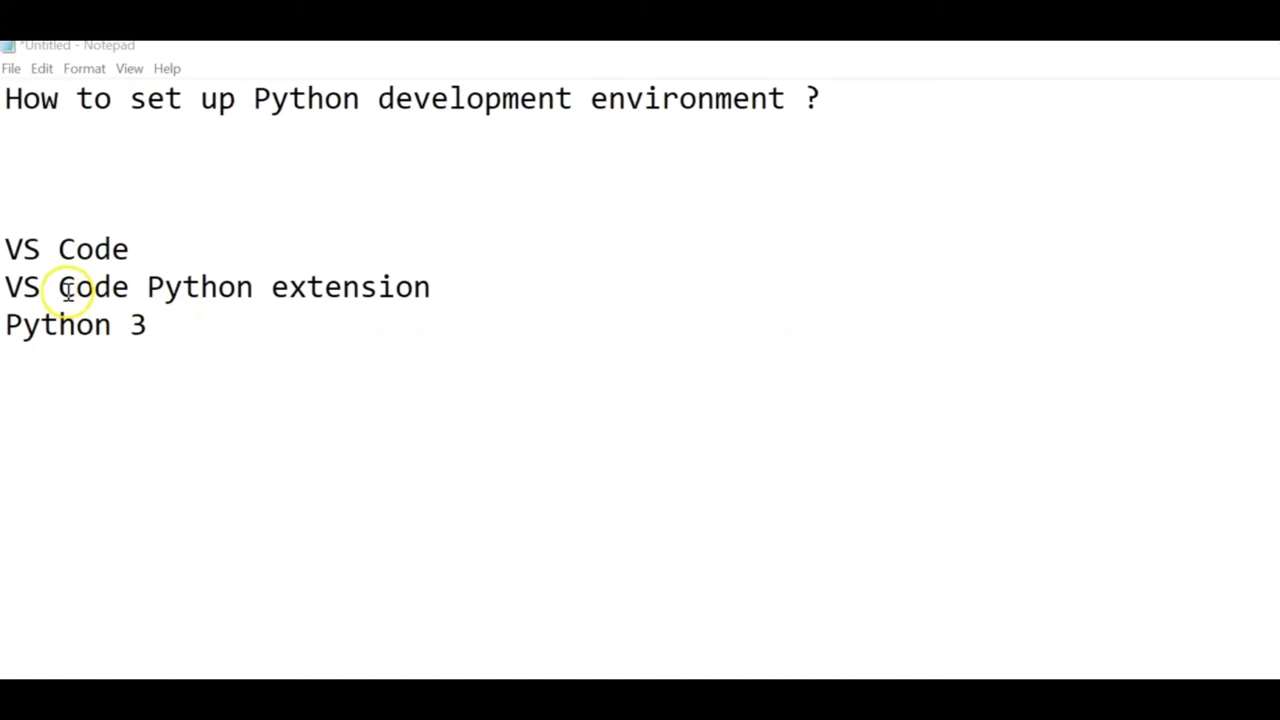 *Untitled - Notepad
File Edit Format View Help
How to set up Python development environment ?
VS Code
VS Code Python extension
Python 3